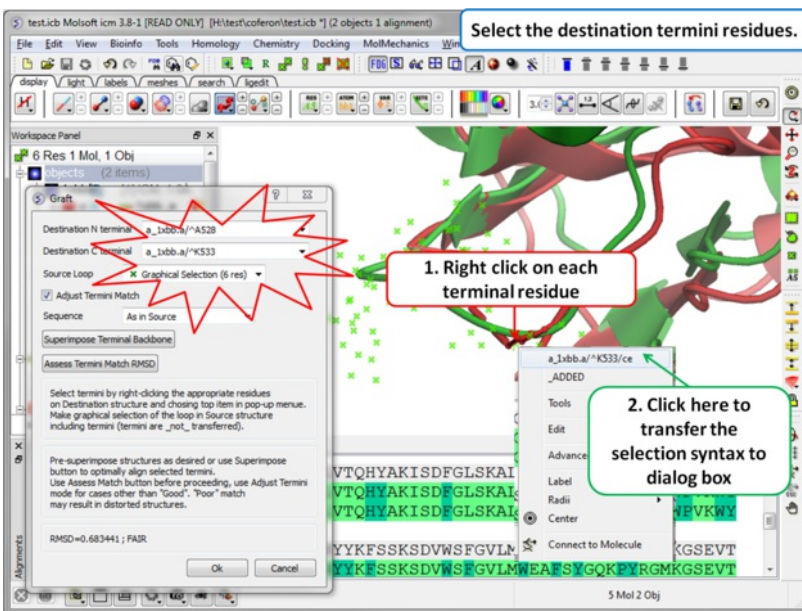 test.icb Molsoft icm 3.8-1 [READ ONLY] [H:\test\coferon\test.icb *] (2 objects 1 alignment)
Select the destination termini residues.
File Edit View Bioinfo Tools Homology Chemistry Docking MolMechanics
display light labels meshes search ligedit
Workspace Panel
6 Res 1 Mol, 1 Obj
objects (2 items)
Graft
Destination N terminal a_1xbb.a/^A528
Destination C terminal a_1xbb.a/^K533
Source Loop Graphical Selection (6 res)
Adjust Termini Match
Sequence As in Source
Superimpose Terminal Backbone
Assess Termini Match RMSD
Select termini by right-clicking the appropriate residues
on Destination structure and chosing top item in pop-up menue.
Make graphical selection of the loop in Source structure
including termini (termini are _not_ transferred).
Pre-superimpose structures as desired or use Superimpose
button to optimally align selected termini.
Use Assess Match button before proceeding, use Adjust Termini
mode for cases other than "Good". "Poor" match
may result in distorted structures.
RMSD=0.683441 ; FAIR
Ok Cancel
1. Right click on each
terminal residue
a_1xbb.a/^K533/ce
_ADDED
Tools
Edit
Advance
Label
Radii
Center
Connect to Molecule
2. Click here to
transfer the
selection syntax to
dialog box
Alignments
VTQHYAKISDFGLSKAL
VTQHYAKISDFGLSKAL
VTQHYAKISDFGLSKAL WPVKWY
YYKFSSKSDVWSFGVLM KGSEVT
YYKFSSKSDVWSFGVLMWEAFSYGQKPYRGMKGSEVT
5 Mol 2 Obj